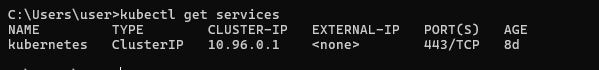 C:\Users\user>kubectl get services
NAME         TYPE        CLUSTER-IP   EXTERNAL-IP   PORT(S)   AGE
kubernetes   ClusterIP   10.96.0.1    <none>        443/TCP   8d